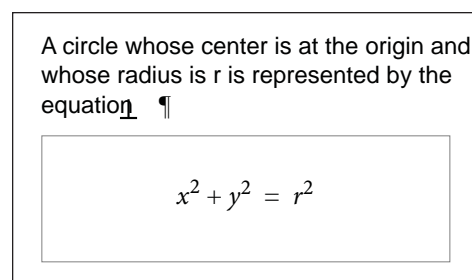 A circle whose center is at the origin and
whose radius is r is represented by the
equation ¶
x² + y² = r²